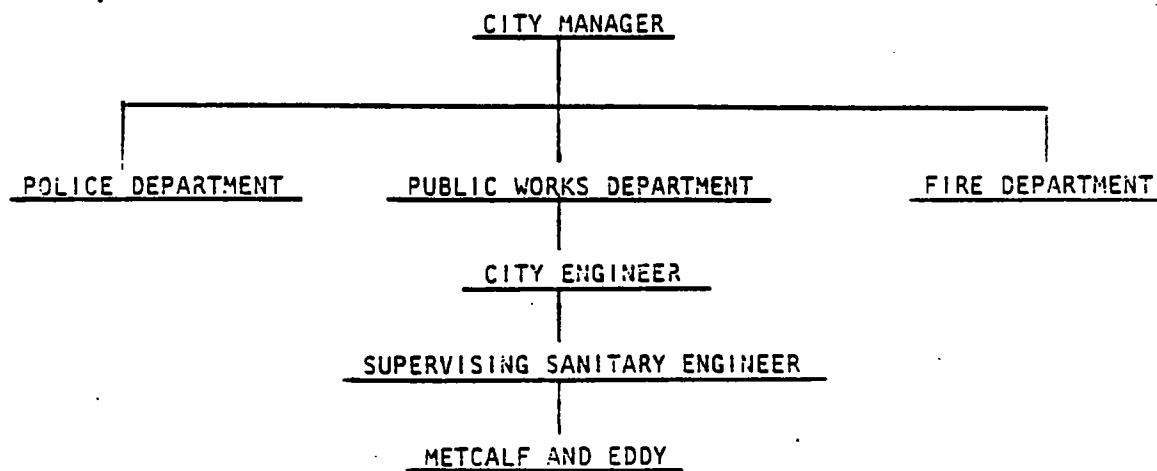 CITY MANAGER
POLICE DEPARTMENT PUBLIC WORKS DEPARTMENT FIRE DEPARTMENT
CITY ENGINEER
SUPERVISING SANITARY ENGINEER
METCALF AND EDDY